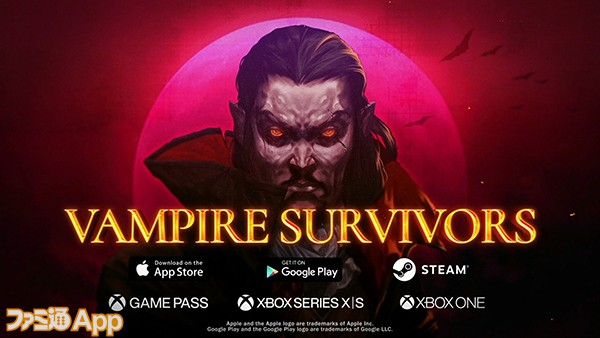 VAMPIRE SURVIVORS
Download on the
App Store
GET IT ON
Google Play
STEAM
GAME PASS
XBOX SERIES X|S
XBOX ONE
Apple and the Apple logo are trademarks of Apple Inc.
Google Play and the Google Play logo are trademarks of Google LLC.
ファミ通App